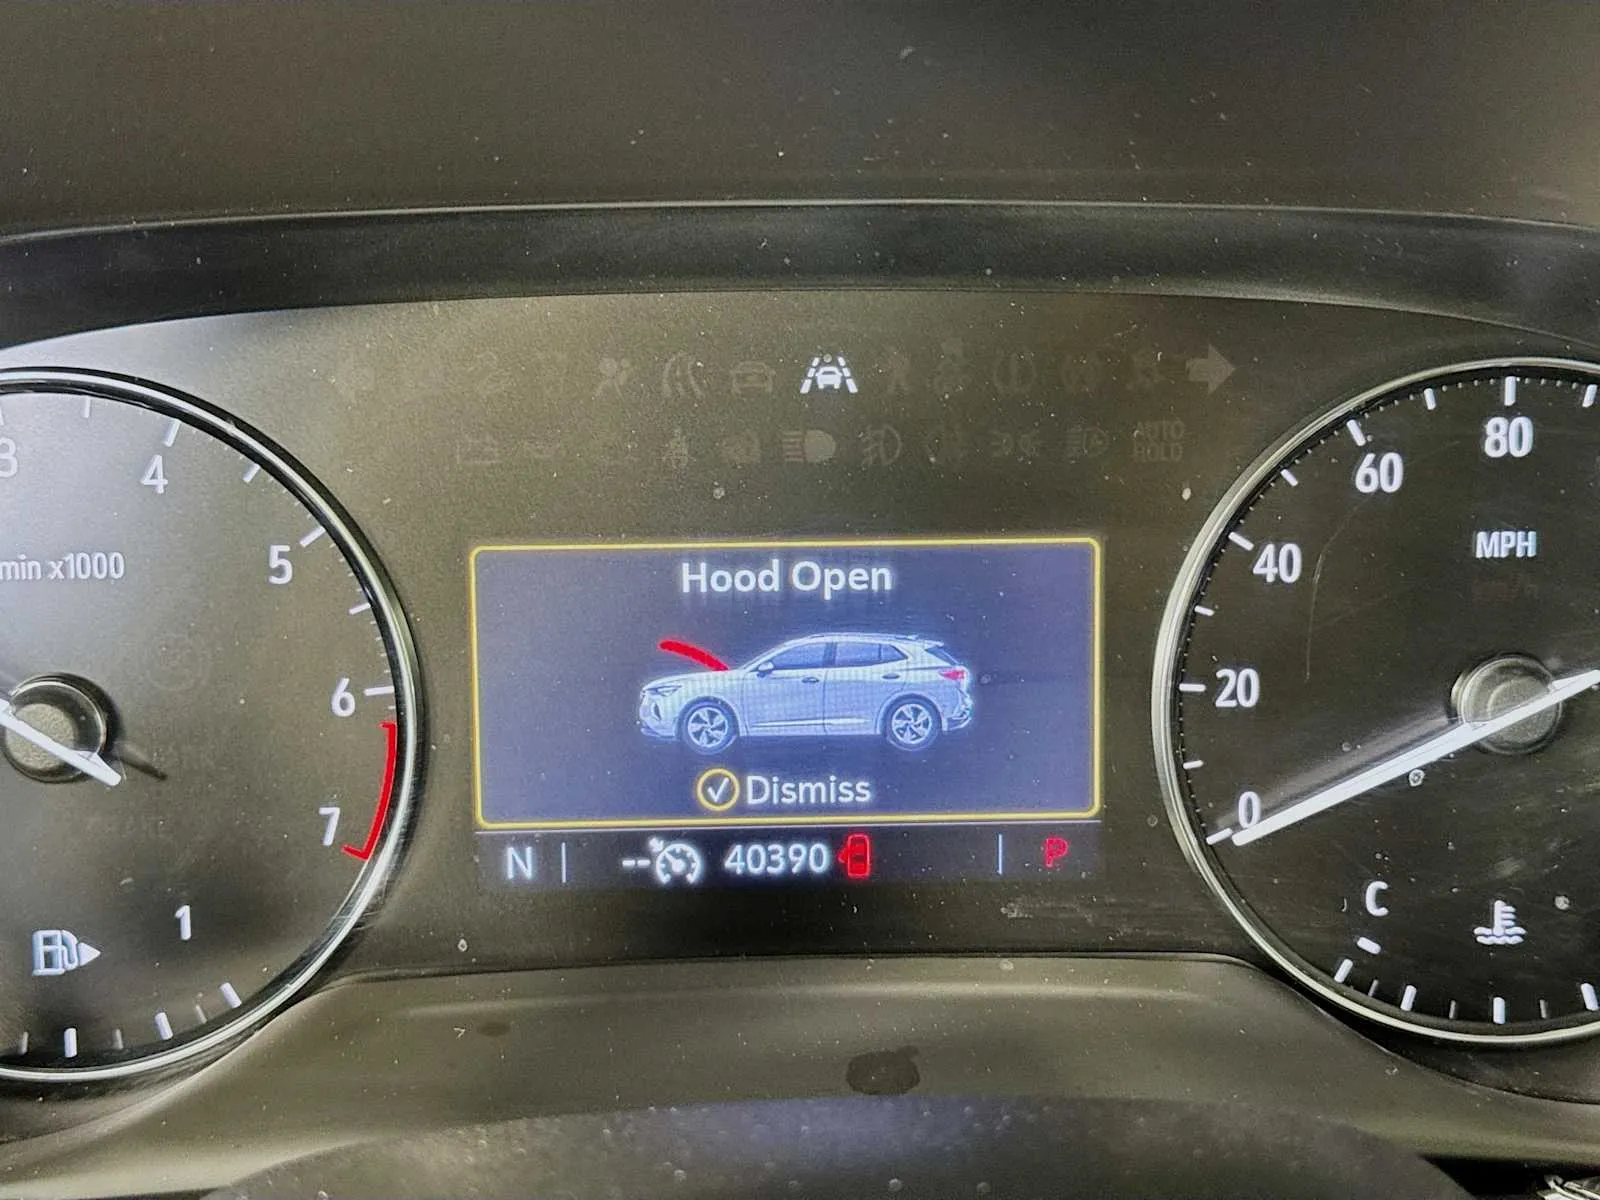 Hood Open
Dismiss
N -- 40390 P
3
4
5
6
7
min x1000
1
AUTO
HOLD
80
60
40
20
0
MPH
C